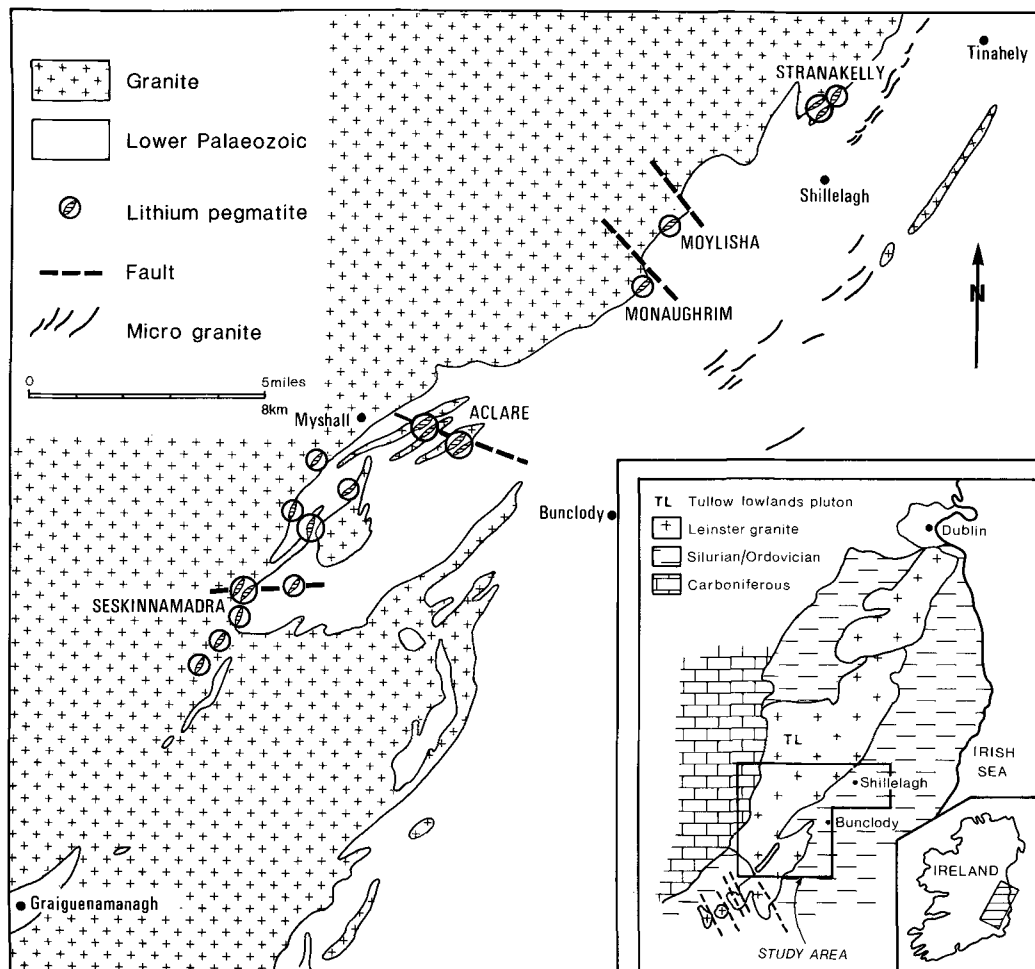 Granite
Lower Palaeozoic
Lithium pegmatite
Fault
Micro granite
0
5miles
8km
Tinahely
STRANAKELLY
Shillelagh
MOYLISHA
MONAUGHRIM
N
Myshall
ACLARE
Bunclody
SESKINNAMADRA
Graiguenamanagh
TL Tullow lowlands pluton
Leinster granite
Silurian/Ordovician
Carboniferous
Dublin
TL
IRISH
SEA
Shillelagh
Bunclody
IRELAND
STUDY AREA